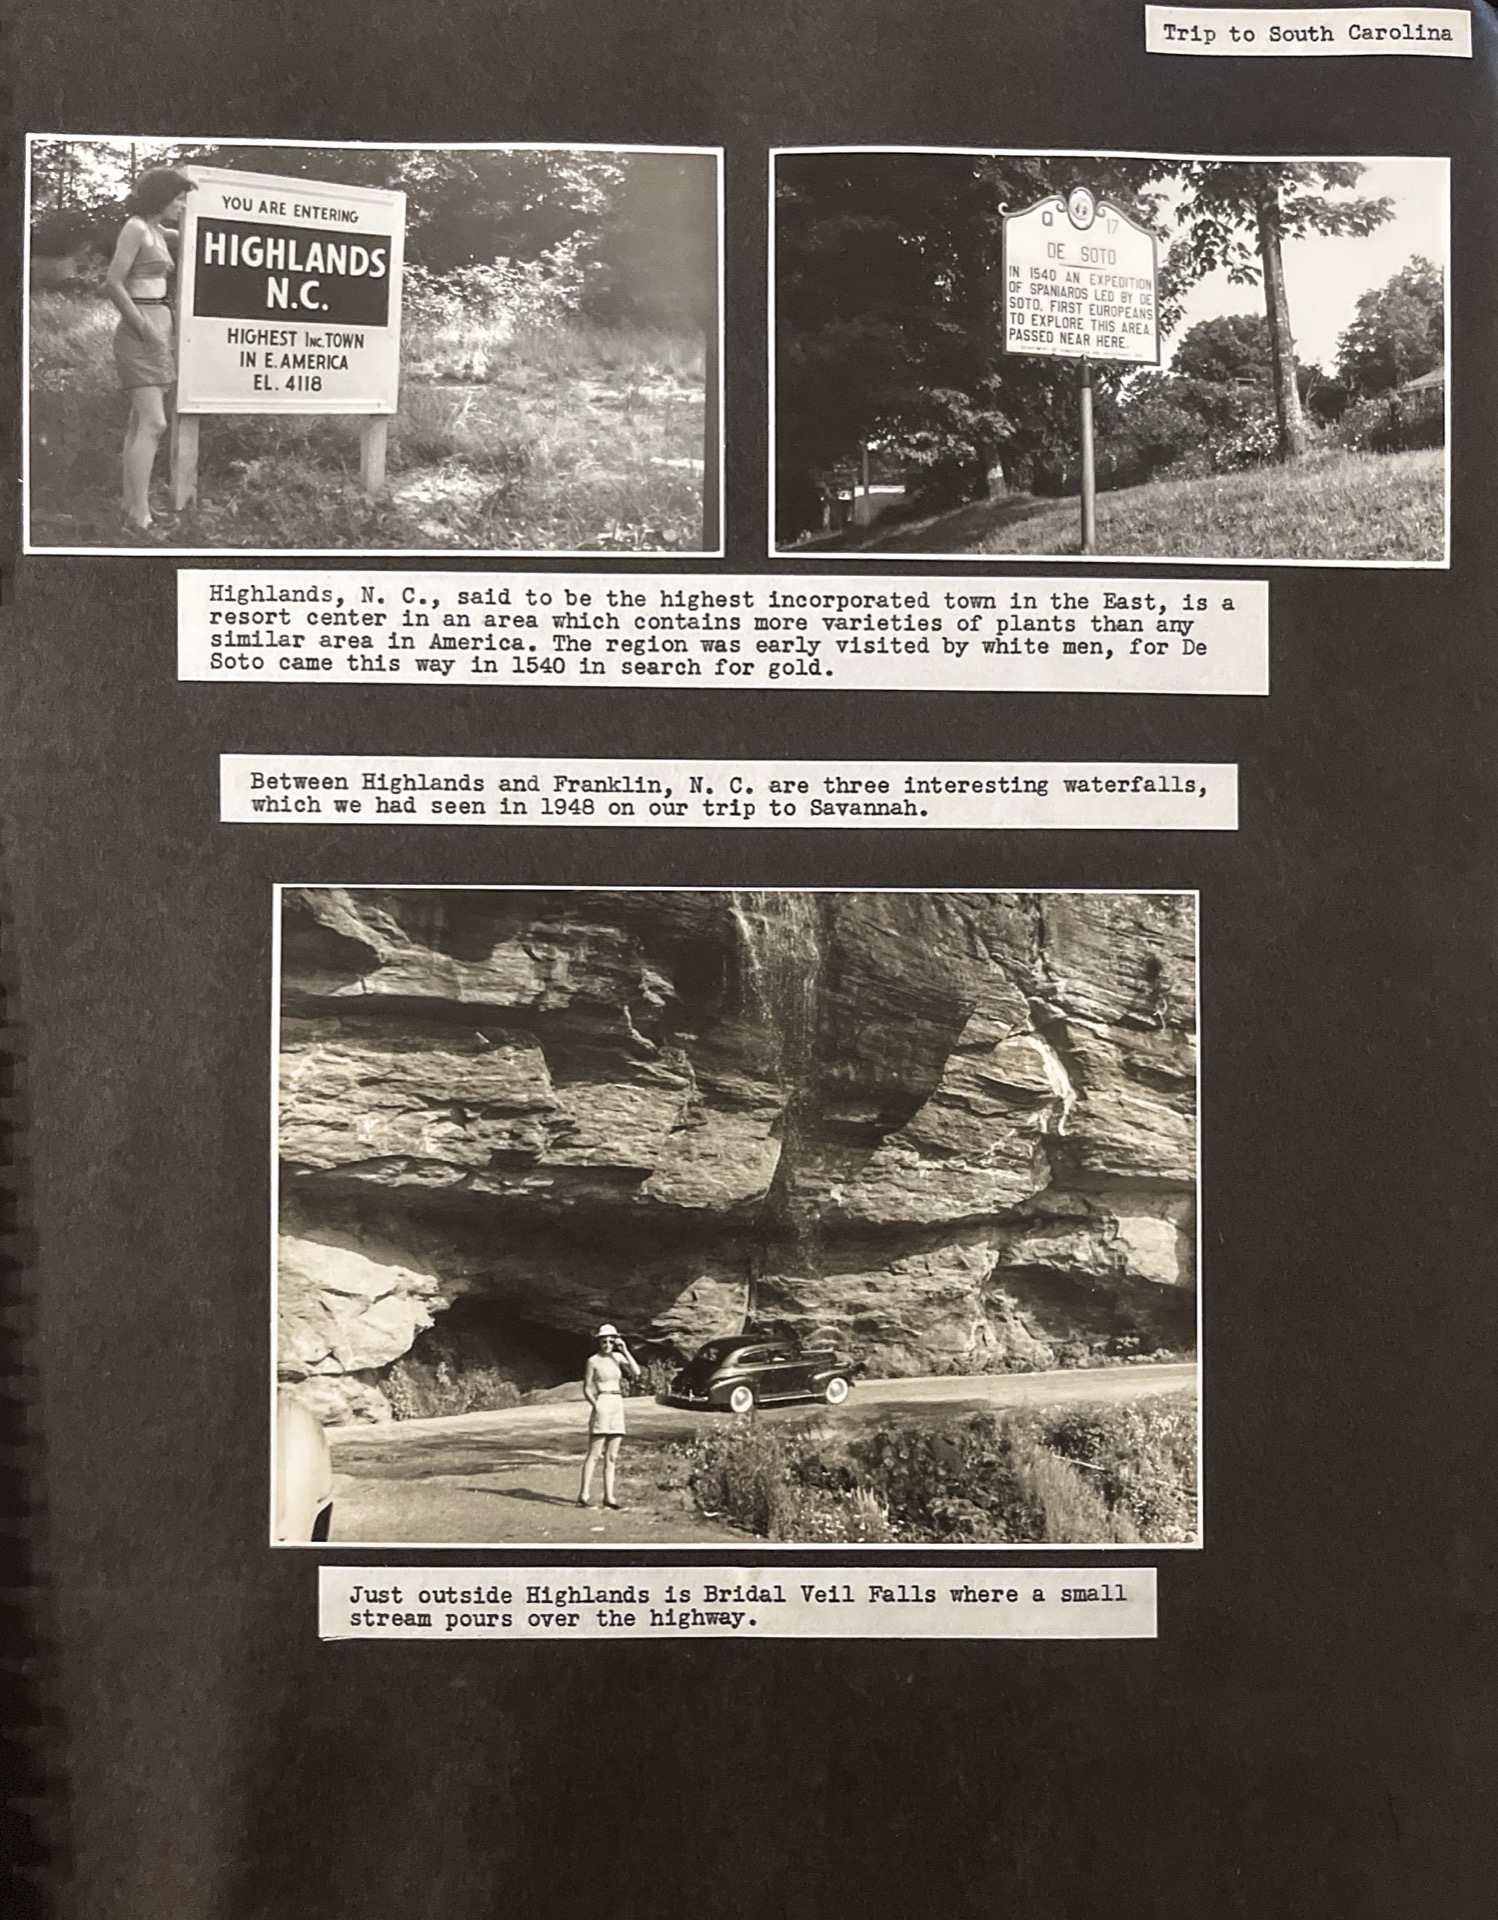 Trip to South Carolina
YOU ARE ENTERING
HIGHLANDS
N.C.
HIGHEST INC. TOWN
IN E. AMERICA
EL. 4118
Q 17
DE SOTO
IN 1540 AN EXPEDITION
OF SPANIARDS LED BY DE
SOTO, FIRST EUROPEANS
TO EXPLORE THIS AREA,
PASSED NEAR HERE.
Highlands, N. C., said to be the highest incorporated town in the East, is a
resort center in an area which contains more varieties of plants than any
similar area in America. The region was early visited by white men, for De
Soto came this way in 1540 in search for gold.
Between Highlands and Franklin, N. C. are three interesting waterfalls,
which we had seen in 1948 on our trip to Savannah.
Just outside Highlands is Bridal Veil Falls where a small
stream pours over the highway.